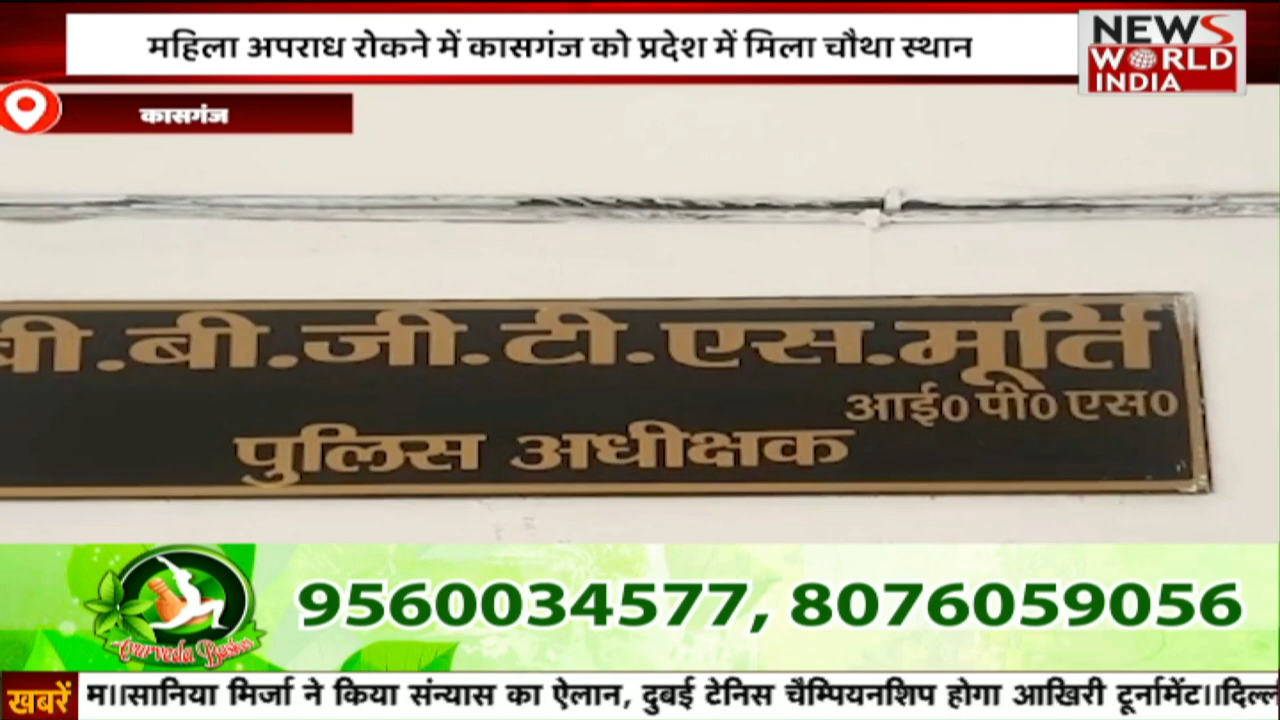 महिला अपराध रोकने में कासगंज को प्रदेश में मिला चौथा स्थान
NEWS
WORLD
INDIA
कासगंज
बी.बी.जी.टी.एस.मूर्ति
आई0 पी0 एस0
पुलिस अधीक्षक
9560034577, 8076059056
Ayurveda
खबरें म।।सानिया मिर्जा ने किया संन्यास का ऐलान, दुबई टेनिस चैम्पियनशिप होगा आखिरी टूर्नामेंट।।दिल्ल